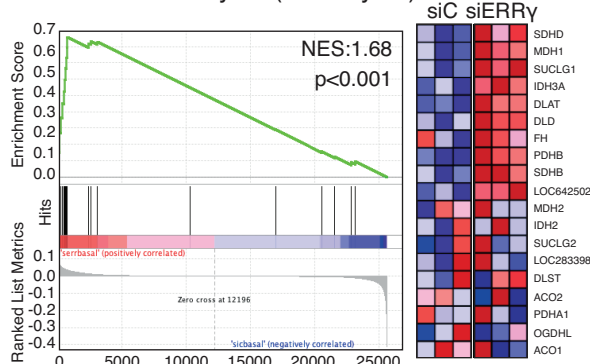 siC siERRγ
0.7
0.6
0.5
0.4
0.3
0.2
0.1
0.0
Enrichment Score
NES:1.68
p<0.001
Hits
'serrbasal' (positively correlated)
Ranked List Metrics
0.1
0.0
-0.1
-0.2
-0.3
-0.4
Zero cross at 12196
'sicbasal' (negatively correlated)
0 5000 10000 15000 20000 25000
SDHD
MDH1
SUCLG1
IDH3A
DLAT
DLD
FH
PDHB
SDHB
LOC642502
MDH2
IDH2
SUCLG2
LOC283398
DLST
ACO2
PDHA1
OGDHL
ACO1